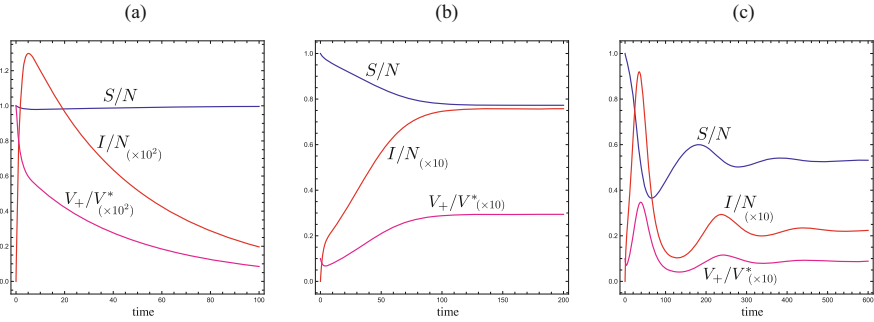 (a)
(b)
(c)
1.2
1.0
0.8
0.6
0.4
0.2
0.0
S/N
I/N(×10²)
V₊/V*(×10²)
0
20
40
60
80
100
time
1.0
0.8
0.6
0.4
0.2
0.0
S/N
I/N(×10)
V₊/V*(×10)
0
50
100
150
200
time
1.0
0.8
0.6
0.4
0.2
0.0
S/N
I/N(×10)
V₊/V*(×10)
0
100
200
300
400
500
600
time